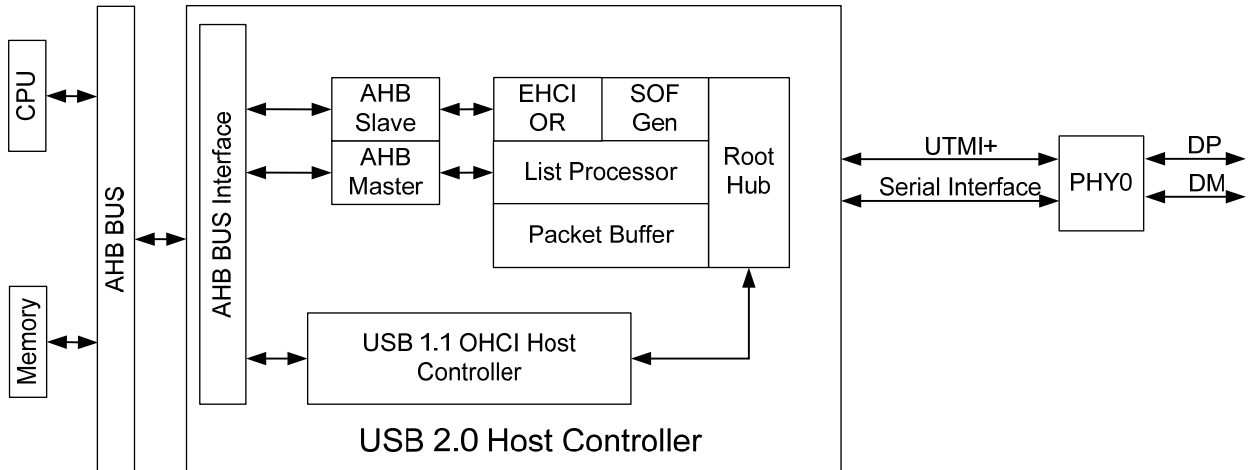 CPU
Memory
AHB BUS
AHB BUS Interface
AHB
Slave
AHB
Master
EHCI
OR
SOF
Gen
List Processor
Packet Buffer
Root
Hub
USB 1.1 OHCI Host
Controller
USB 2.0 Host Controller
UTMI+
Serial Interface
PHY0
DP
DM